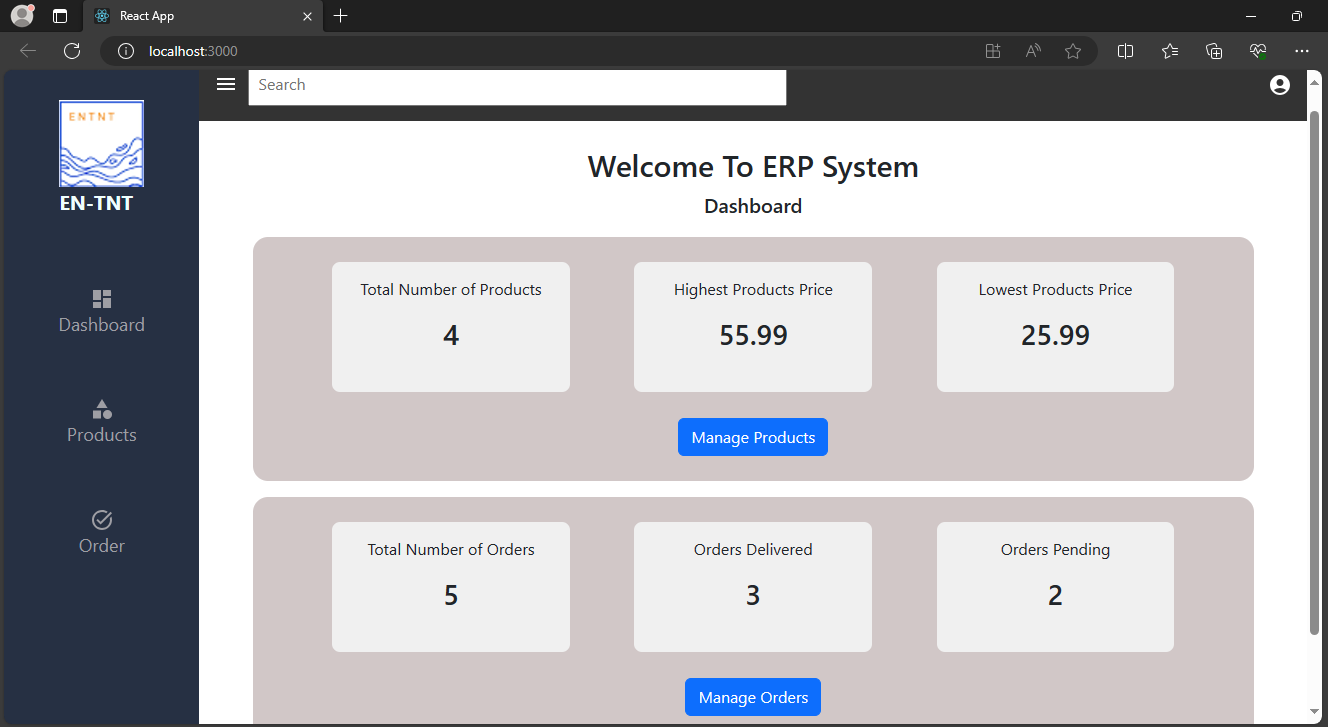 React App
localhost:3000
Search
ENTNT
EN-TNT
Dashboard
Products
Order
Welcome To ERP System
Dashboard
Total Number of Products
4
Highest Products Price
55.99
Lowest Products Price
25.99
Manage Products
Total Number of Orders
5
Orders Delivered
3
Orders Pending
2
Manage Orders